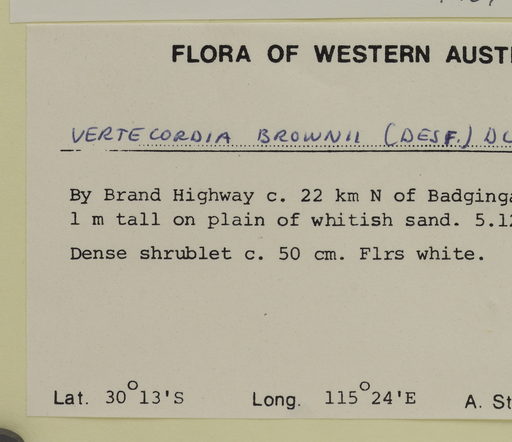 FLORA OF WESTERN AUST
VERTECORDIA BROWNII (DESF.) DC
By Brand Highway c. 22 km N of Badginga
1 m tall on plain of whitish sand. 5.12
Dense shrublet c. 50 cm. Flrs white.
Lat. 30°13'S Long. 115°24'E A. St